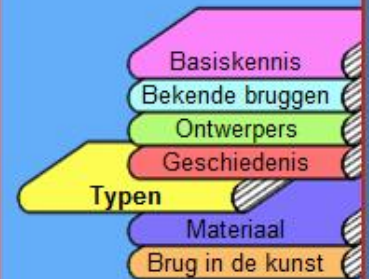 Basiskennis
Bekende bruggen
Ontwerpers
Geschiedenis
Typen
Materiaal
Brug in de kunst